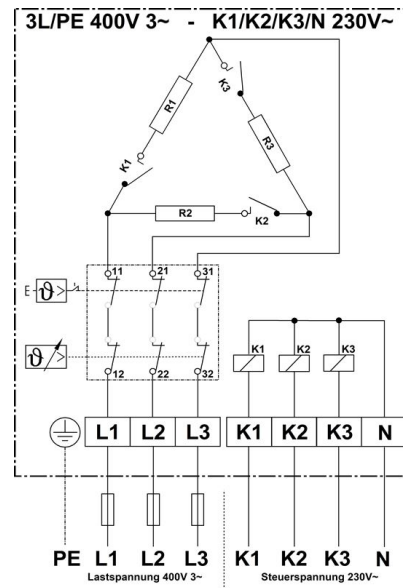 3L/PE 400V 3~ - K1/K2/K3/N 230V~
R1
K3
R3
K1
R2
K2
11 21 31
E ϑ >
ϑ >
12 22 32
K1 K2 K3
L1 L2 L3 K1 K2 K3 N
PE L1 L2 L3 K1 K2 K3 N
Lastspannung 400V 3~ Steuerspannung 230V~